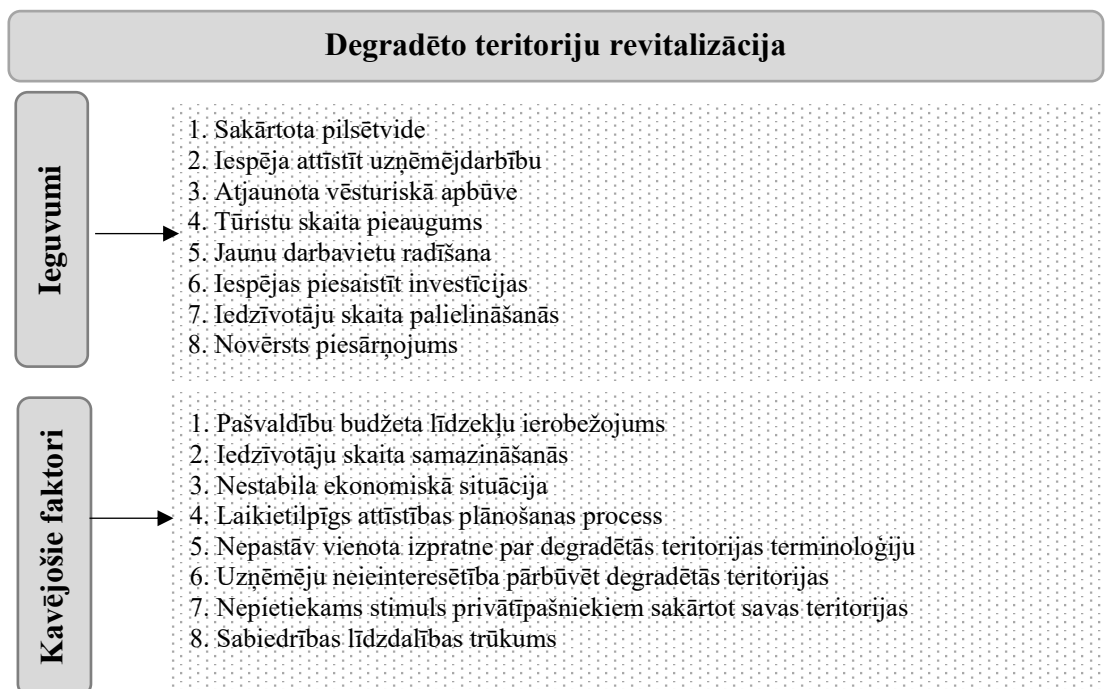 Degradēto teritoriju revitalizācija
Ieguvumi
1. Sakārtota pilsētvide
2. Iespēja attīstīt uzņēmējdarbību
3. Atjaunota vēsturiskā apbūve
4. Tūristu skaita pieaugums
5. Jaunu darbavietu radīšana
6. Iespējas piesaistīt investīcijas
7. Iedzīvotāju skaita palielināšanās
8. Novērsts piesārņojums
Kavējošie faktori
1. Pašvaldību budžeta līdzekļu ierobežojums
2. Iedzīvotāju skaita samazināšanās
3. Nestabila ekonomiskā situācija
4. Laikietilpīgs attīstības plānošanas process
5. Nepastāv vienota izpratne par degradētās teritorijas terminoloģiju
6. Uzņēmēju neieinteresētība pārbūvēt degradētās teritorijas
7. Nepietiekams stimuls privātīpašniekiem sakārtot savas teritorijas
8. Sabiedrības līdzdalības trūkums